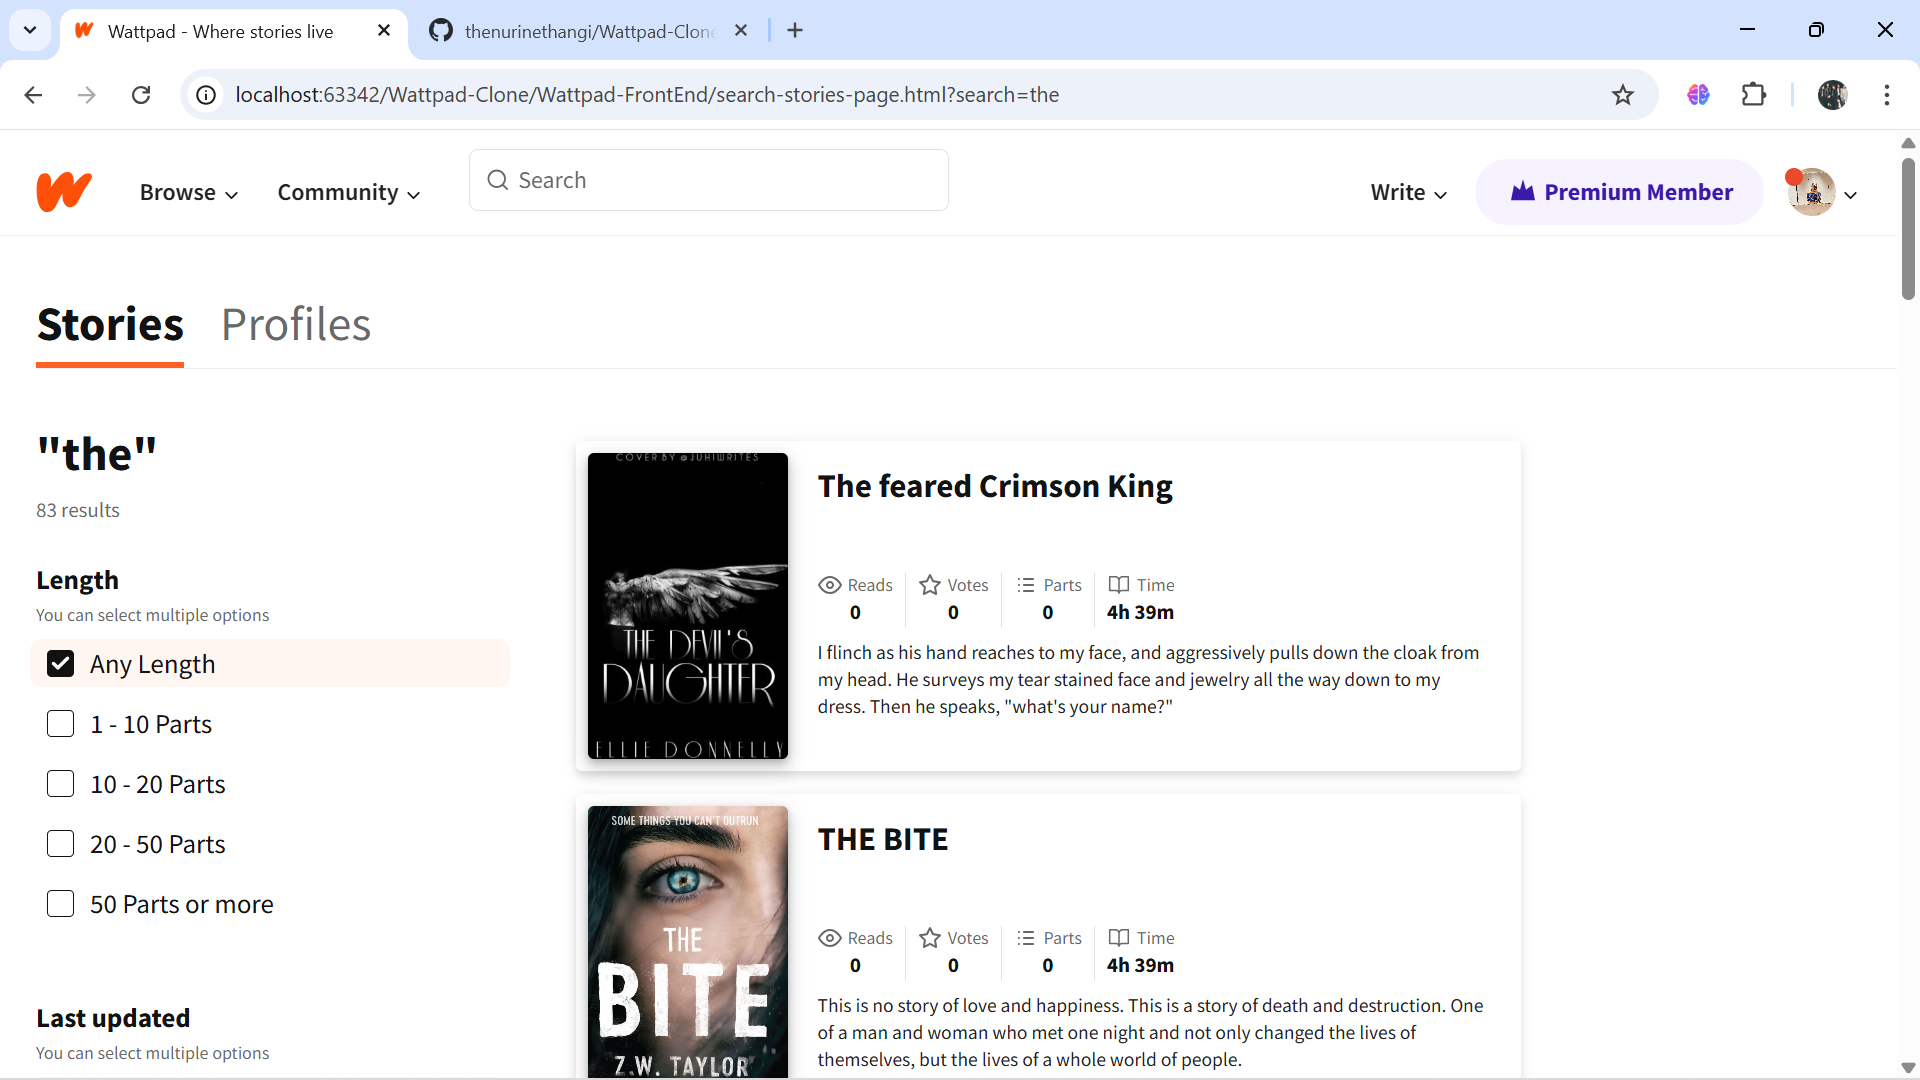 Wattpad - Where stories live
thenurinethangi/Wattpad-Clone
localhost:63342/Wattpad-Clone/Wattpad-FrontEnd/search-stories-page.html?search=the
Browse
Community
Search
Write
Premium Member
Stories
Profiles
"the"
83 results
Length
You can select multiple options
Any Length
1 - 10 Parts
10 - 20 Parts
20 - 50 Parts
50 Parts or more
Last updated
You can select multiple options
COVER BY @JUHIWRITES
THE DEVIL'S
DAUGHTER
ELLIE DONNELLY
The feared Crimson King
Reads Votes Parts Time
0 0 0 4h 39m
I flinch as his hand reaches to my face, and aggressively pulls down the cloak from
my head. He surveys my tear stained face and jewelry all the way down to my
dress. Then he speaks, "what's your name?"
SOME THINGS YOU CAN'T OUTRUN
THE
BITE
Z.W. TAYLOR
THE BITE
Reads Votes Parts Time
0 0 0 4h 39m
This is no story of love and happiness. This is a story of death and destruction. One
of a man and woman who met one night and not only changed the lives of
themselves, but the lives of a whole world of people.